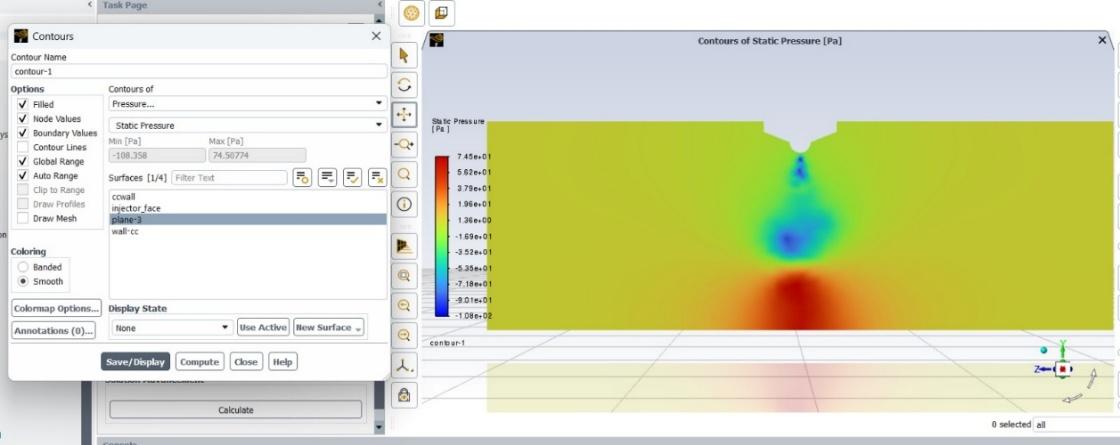 Task Page
Contours
Contour Name
contour-1
Options
Filled
Node Values
Boundary Values
Contour Lines
Global Range
Auto Range
Clip to Range
Draw Profiles
Draw Mesh
Coloring
Banded
Smooth
Colormap Options...
Annotations (0)...
Contours of
Pressure...
Static Pressure
Min [Pa] Max [Pa]
-108.358 74.50774
Surfaces [1/4] Filter Text
ccwall
injector_face
plane-3
wall-cc
Display State
None Use Active New Surface
Save/Display Compute Close Help
Calculate
Contours of Static Pressure [Pa]
Static Pressure
[Pa]
7.45e+01
5.62e+01
3.79e+01
1.96e+01
1.36e+00
-1.69e+01
-3.52e+01
-5.35e+01
-7.18e+01
-9.01e+01
-1.08e+02
contour-1
Y
Z
0 selected all